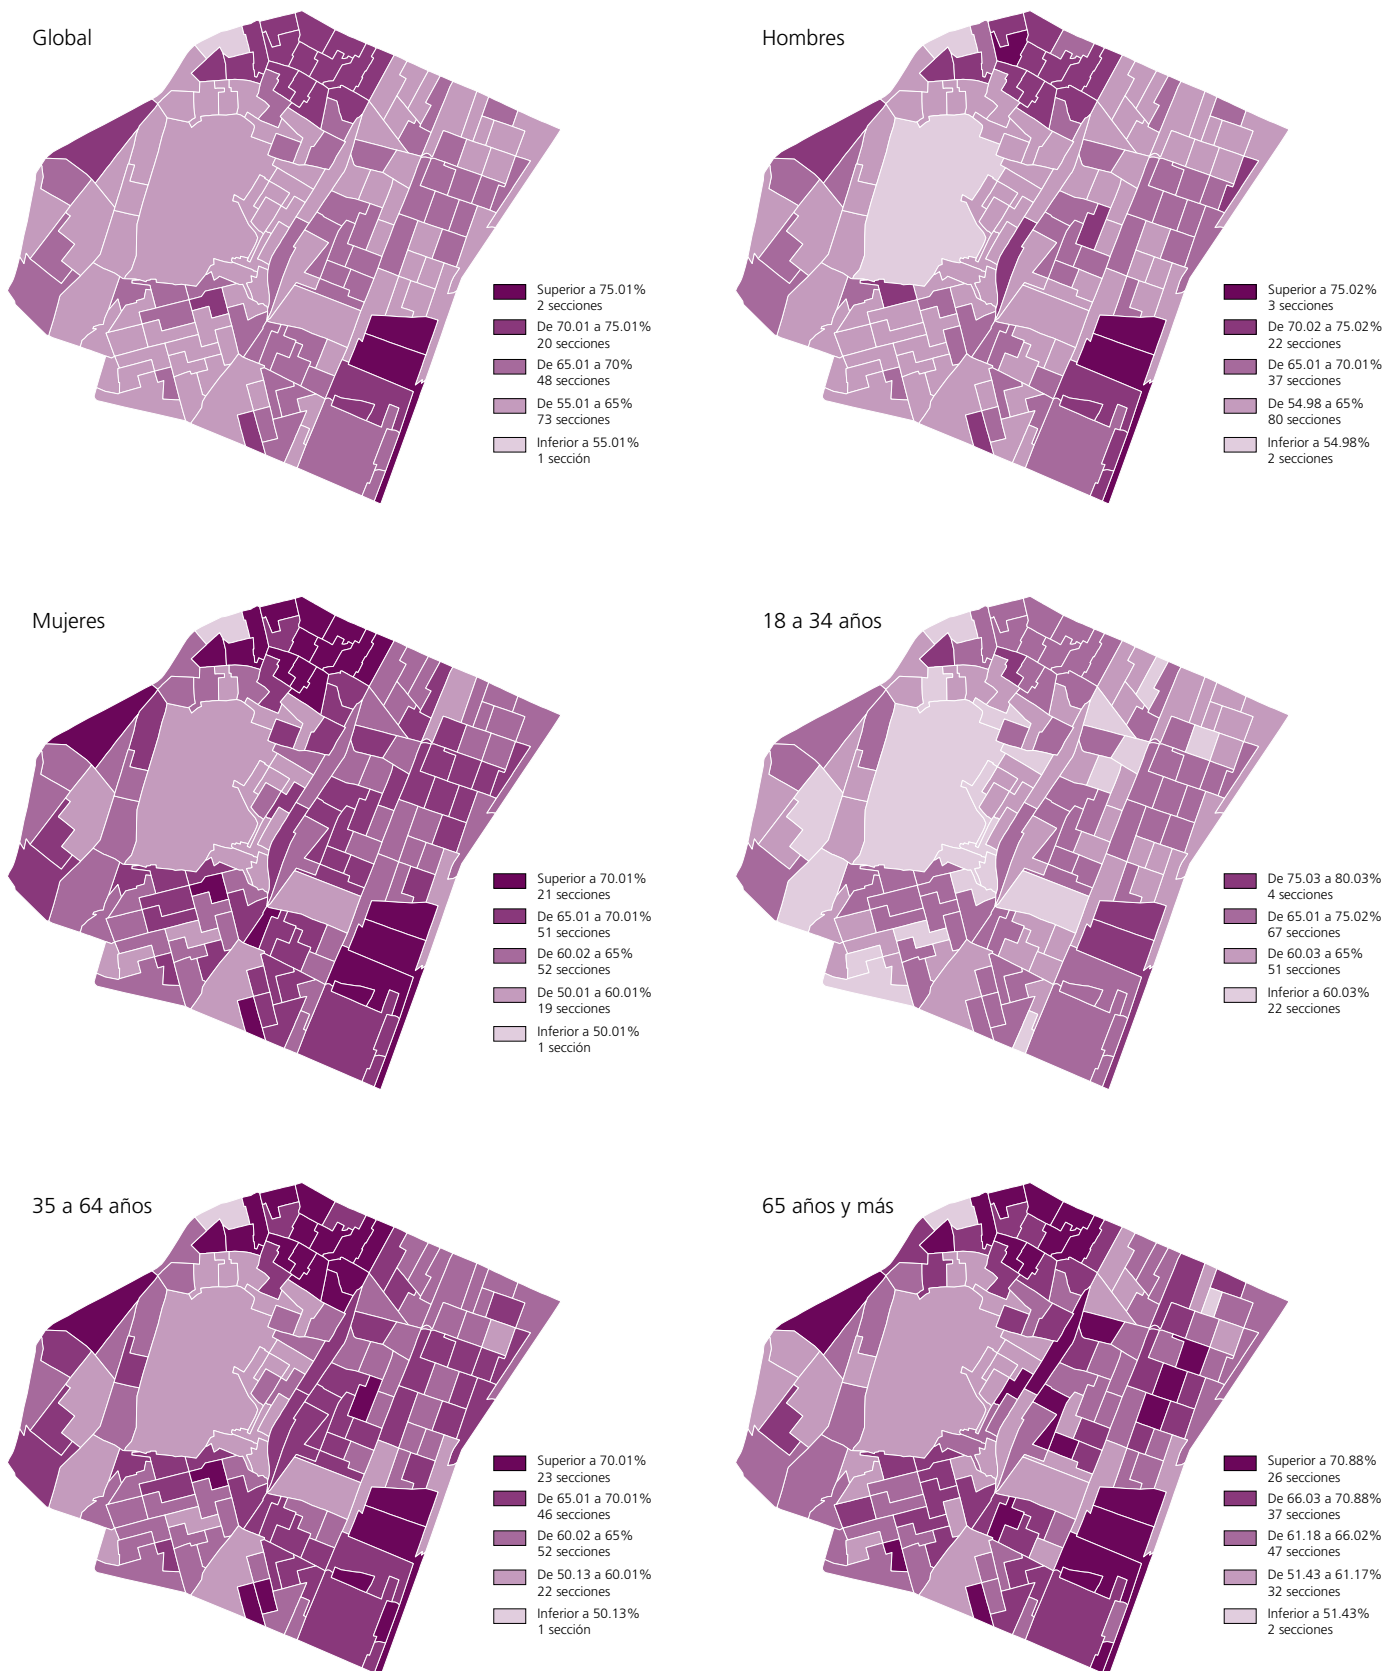 Global
Superior a 75.01%
2 secciones
De 70.01 a 75.01%
20 secciones
De 65.01 a 70%
48 secciones
De 55.01 a 65%
73 secciones
Inferior a 55.01%
1 sección
Hombres
Superior a 75.02%
3 secciones
De 70.02 a 75.02%
22 secciones
De 65.01 a 70.01%
37 secciones
De 54.98 a 65%
80 secciones
Inferior a 54.98%
2 secciones
Mujeres
Superior a 70.01%
21 secciones
De 65.01 a 70.01%
51 secciones
De 60.02 a 65%
52 secciones
De 50.01 a 60.01%
19 secciones
Inferior a 50.01%
1 sección
18 a 34 años
De 75.03 a 80.03%
4 secciones
De 65.01 a 75.02%
67 secciones
De 60.03 a 65%
51 secciones
Inferior a 60.03%
22 secciones
35 a 64 años
Superior a 70.01%
23 secciones
De 65.01 a 70.01%
46 secciones
De 60.02 a 65%
52 secciones
De 50.13 a 60.01%
22 secciones
Inferior a 50.13%
1 sección
65 años y más
Superior a 70.88%
26 secciones
De 66.03 a 70.88%
37 secciones
De 61.18 a 66.02%
47 secciones
De 51.43 a 61.17%
32 secciones
Inferior a 51.43%
2 secciones